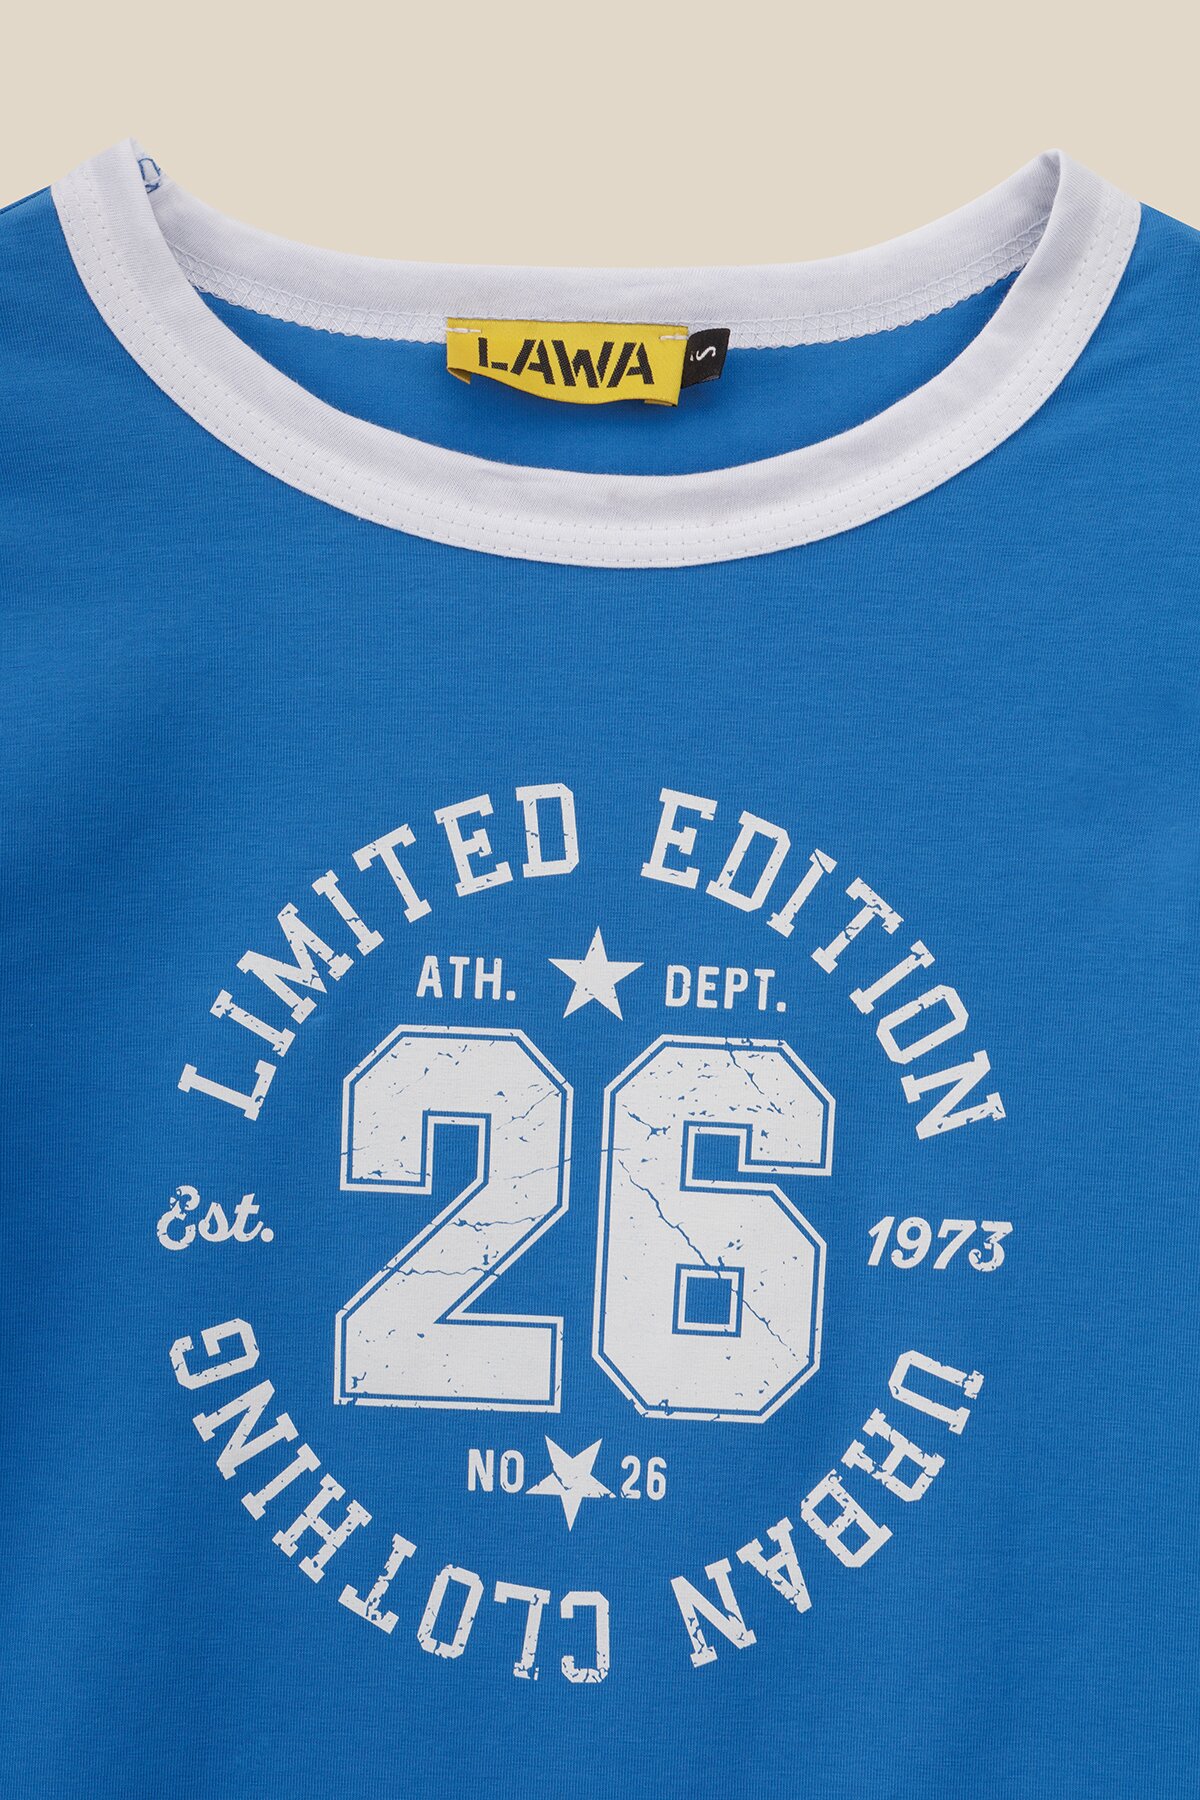 LAWA
S
LIMITED EDITION
ATH. DEPT.
26
Est. 1973
NO .26
URBAN CLOTHING